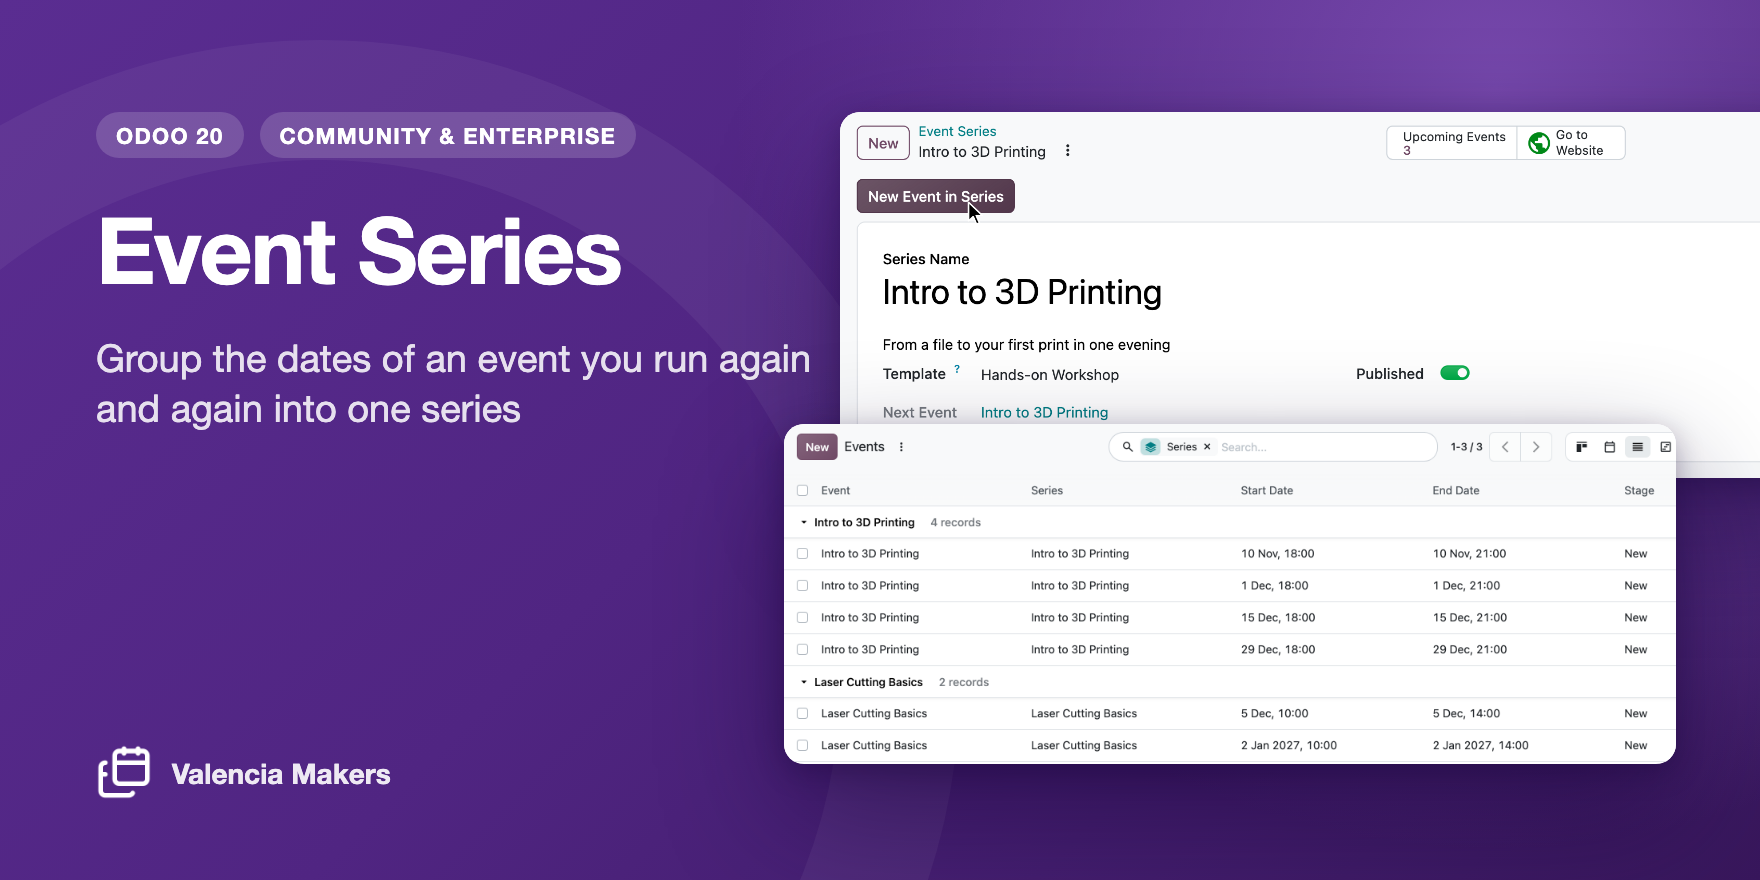 ODOO 20
COMMUNITY & ENTERPRISE
Event Series
Group the dates of an event you run again
and again into one series
Valencia Makers
New
Event Series
Intro to 3D Printing
Upcoming Events
3
Go to
Website
New Event in Series
Series Name
Intro to 3D Printing
From a file to your first print in one evening
Template ? Hands-on Workshop
Published
Next Event Intro to 3D Printing
New Events
Series × Search...
1-3 / 3
Event Series Start Date End Date Stage
Intro to 3D Printing 4 records
Intro to 3D Printing Intro to 3D Printing 10 Nov, 18:00 10 Nov, 21:00 New
Intro to 3D Printing Intro to 3D Printing 1 Dec, 18:00 1 Dec, 21:00 New
Intro to 3D Printing Intro to 3D Printing 15 Dec, 18:00 15 Dec, 21:00 New
Intro to 3D Printing Intro to 3D Printing 29 Dec, 18:00 29 Dec, 21:00 New
Laser Cutting Basics 2 records
Laser Cutting Basics Laser Cutting Basics 5 Dec, 10:00 5 Dec, 14:00 New
Laser Cutting Basics Laser Cutting Basics 2 Jan 2027, 10:00 2 Jan 2027, 14:00 New